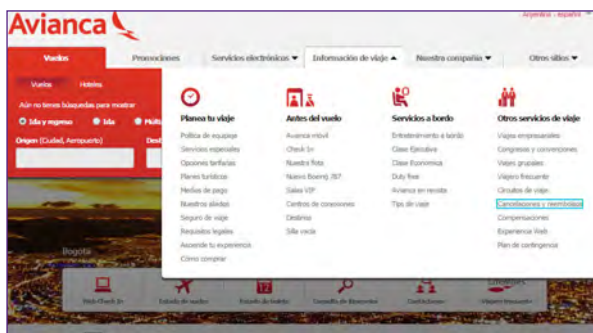 Argentina - español
Avianca
Vuelos
Promociones
Servicios electrónicos
Información de viaje
Nuestra compañía
Otros sitios
Vuelos
Hoteles
Aún no tienes búsquedas para mostrar
Ida y regreso
Ida
Múlt
Origen (Ciudad, Aeropuerto)
Dest
Planea tu viaje
Política de equipaje
Servicios especiales
Opciones tarifarias
Planes turísticos
Medios de pago
Nuestros aliados
Seguro de viaje
Requisitos legales
Asciende tu experiencia
Cómo comprar
Antes del vuelo
Avianca móvil
Check In
Nuestra flota
Nuevo Boeing 787
Salas VIP
Centros de conexiones
Destinos
Silla vacía
Servicios a bordo
Entretenimiento a bordo
Clase Ejecutiva
Clase Económica
Duty free
Avianca en revista
Tips de viaje
Otros servicios de viaje
Viajes empresariales
Congresos y convenciones
Viajes grupales
Viajero frecuente
Circuitos de viaje
Cancelaciones y reembolsos
Compensaciones
Experiencia Web
Plan de contingencia
Bogotá
Web Check In
Estado de vuelos
Estado de tiquete
Consulta de itinerarios
Contáctenos
Viajero frecuente